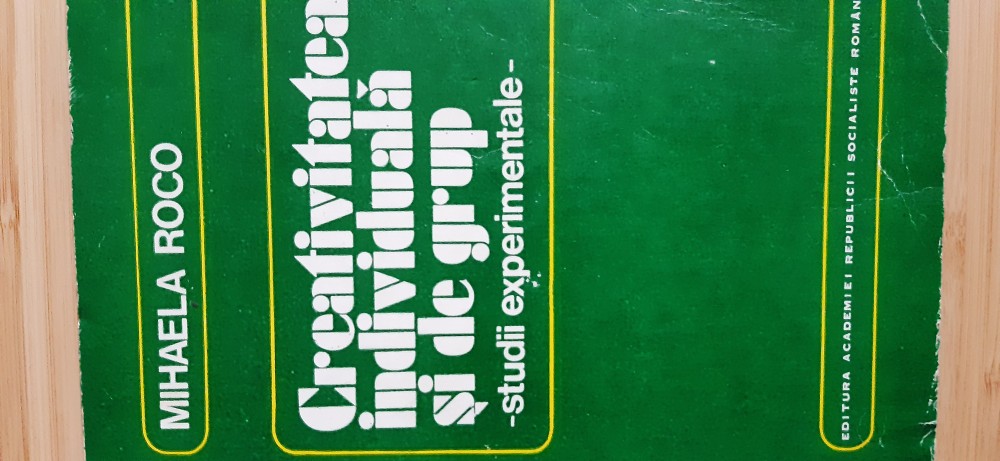 MIHAELA ROCO
Creativitatea
individuală
și de grup
-studii experimentale-
EDITURA ACADEMIEI REPUBLICII SOCIALISTE ROMÂN